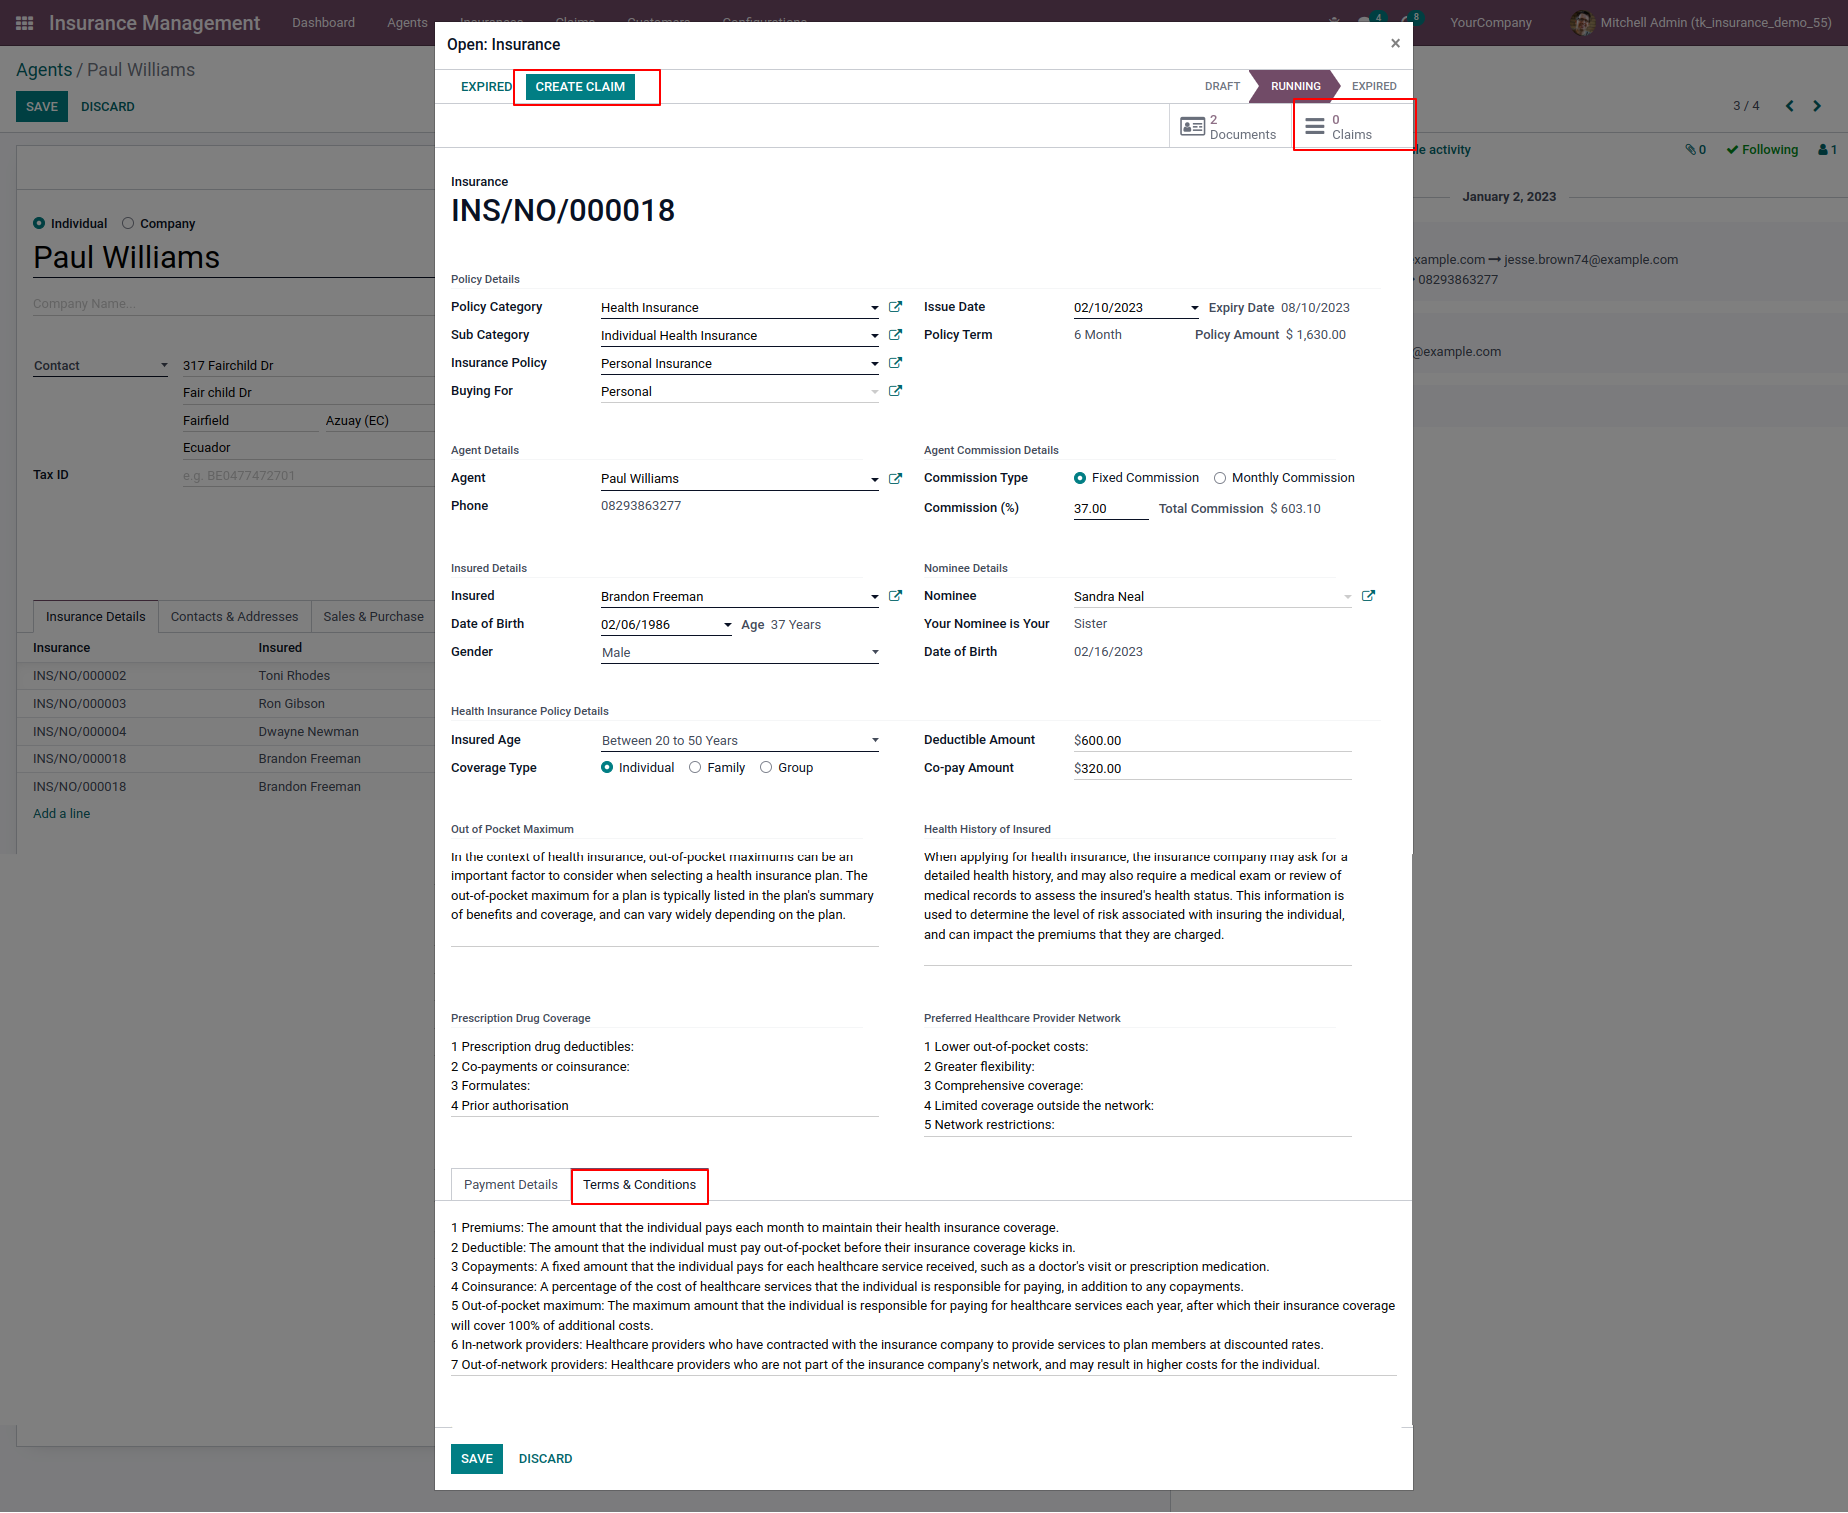 Insurance Management
Dashboard
Agents
Insurances
Claims
Customers
Configurations
4
8
YourCompany
Mitchell Admin (tk_insurance_demo_55)
Agents / Paul Williams
SAVE
DISCARD
3 / 4
Open: Insurance
×
EXPIRED
CREATE CLAIM
DRAFT
RUNNING
EXPIRED
2
Documents
0
Claims
le activity
0
Following
1
January 2, 2023
example.com
jesse.brown74@example.com
08293863277
@example.com
Individual
Company
Paul Williams
Company Name...
Contact
317 Fairchild Dr
Fair child Dr
Fairfield
Azuay (EC)
Ecuador
Tax ID
e.g. BE0477472701
Insurance Details
Contacts & Addresses
Sales & Purchase
Insurance
Insured
INS/NO/000002
Toni Rhodes
INS/NO/000003
Ron Gibson
INS/NO/000004
Dwayne Newman
INS/NO/000018
Brandon Freeman
INS/NO/000018
Brandon Freeman
Add a line
Insurance
INS/NO/000018
Policy Details
Policy Category
Health Insurance
Issue Date
02/10/2023
Expiry Date 08/10/2023
Sub Category
Individual Health Insurance
Policy Term
6 Month
Policy Amount $ 1,630.00
Insurance Policy
Personal Insurance
Buying For
Personal
Agent Details
Agent Commission Details
Agent
Paul Williams
Commission Type
Fixed Commission
Monthly Commission
Phone
08293863277
Commission (%)
37.00
Total Commission $ 603.10
Insured Details
Nominee Details
Insured
Brandon Freeman
Nominee
Sandra Neal
Date of Birth
02/06/1986
Age 37 Years
Your Nominee is Your
Sister
Gender
Male
Date of Birth
02/16/2023
Health Insurance Policy Details
Insured Age
Between 20 to 50 Years
Deductible Amount
$600.00
Coverage Type
Individual
Family
Group
Co-pay Amount
$320.00
Out of Pocket Maximum
In the context of health insurance, out-of-pocket maximums can be an
important factor to consider when selecting a health insurance plan. The
out-of-pocket maximum for a plan is typically listed in the plan's summary
of benefits and coverage, and can vary widely depending on the plan.
Health History of Insured
When applying for health insurance, the insurance company may ask for a
detailed health history, and may also require a medical exam or review of
medical records to assess the insured's health status. This information is
used to determine the level of risk associated with insuring the individual,
and can impact the premiums that they are charged.
Prescription Drug Coverage
1 Prescription drug deductibles:
2 Co-payments or coinsurance:
3 Formulates:
4 Prior authorisation
Preferred Healthcare Provider Network
1 Lower out-of-pocket costs:
2 Greater flexibility:
3 Comprehensive coverage:
4 Limited coverage outside the network:
5 Network restrictions:
Payment Details
Terms & Conditions
1 Premiums: The amount that the individual pays each month to maintain their health insurance coverage.
2 Deductible: The amount that the individual must pay out-of-pocket before their insurance coverage kicks in.
3 Copayments: A fixed amount that the individual pays for each healthcare service received, such as a doctor's visit or prescription medication.
4 Coinsurance: A percentage of the cost of healthcare services that the individual is responsible for paying, in addition to any copayments.
5 Out-of-pocket maximum: The maximum amount that the individual is responsible for paying for healthcare services each year, after which their insurance coverage
will cover 100% of additional costs.
6 In-network providers: Healthcare providers who have contracted with the insurance company to provide services to plan members at discounted rates.
7 Out-of-network providers: Healthcare providers who are not part of the insurance company's network, and may result in higher costs for the individual.
SAVE
DISCARD